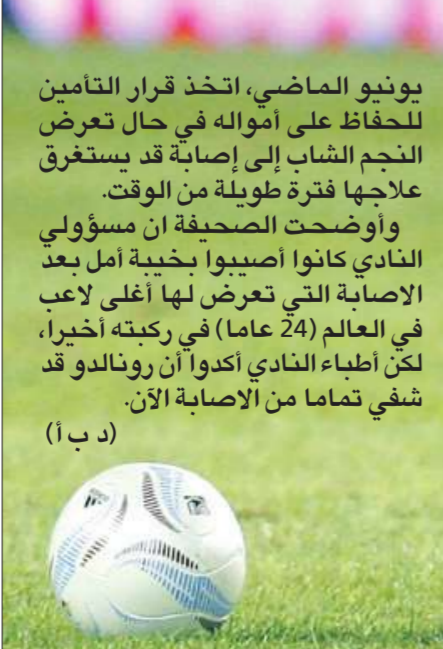 يونيو الماضي، اتخذ قرار التأمين
للحفاظ على أمواله في حال تعرض
النجم الشاب إلى إصابة قد يستغرق
علاجها فترة طويلة من الوقت.
وأوضحت الصحيفة ان مسؤولي
النادي كانوا أصيبوا بخيبة أمل بعد
الاصابة التي تعرض لها أغلى لاعب
في العالم (24 عاما) في ركبته أخيرا،
لكن أطباء النادي أكدوا أن رونالدو قد
شفي تماما من الاصابة الآن.
(د ب أ)